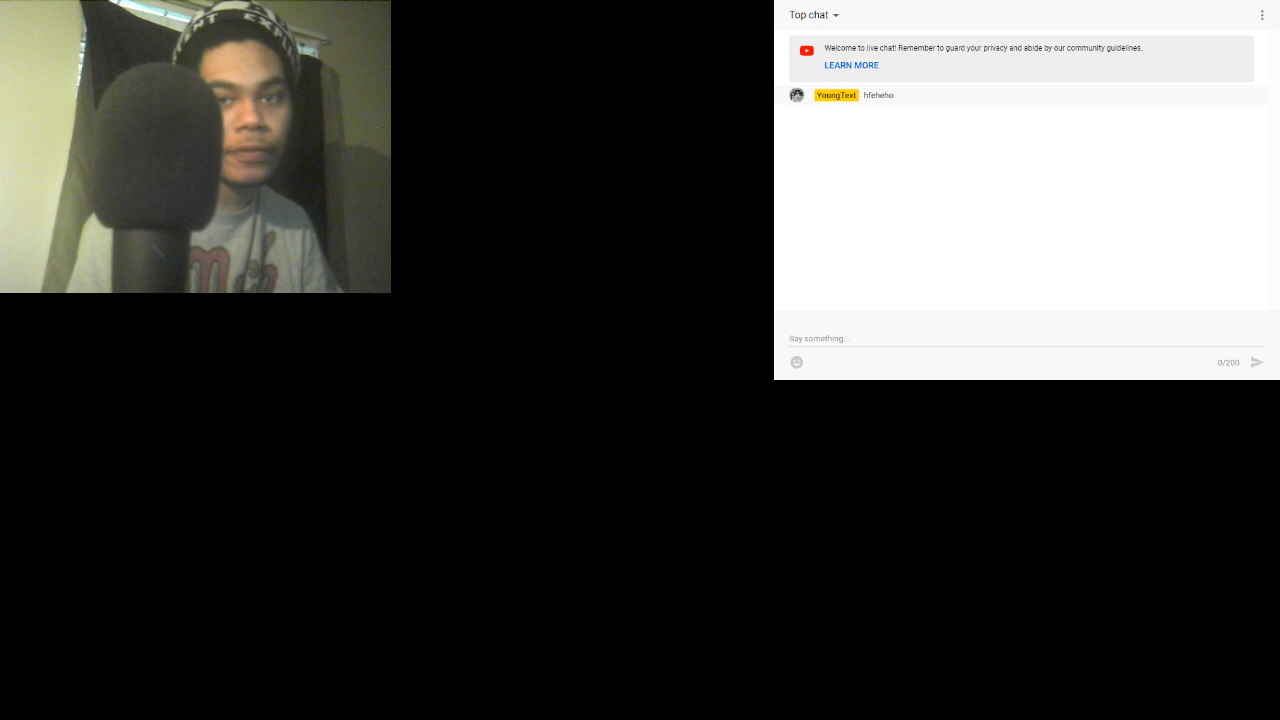 Top chat
Welcome to live chat! Remember to guard your privacy and abide by our community guidelines.
LEARN MORE
YoungText hfeheho
Say something...
0/200